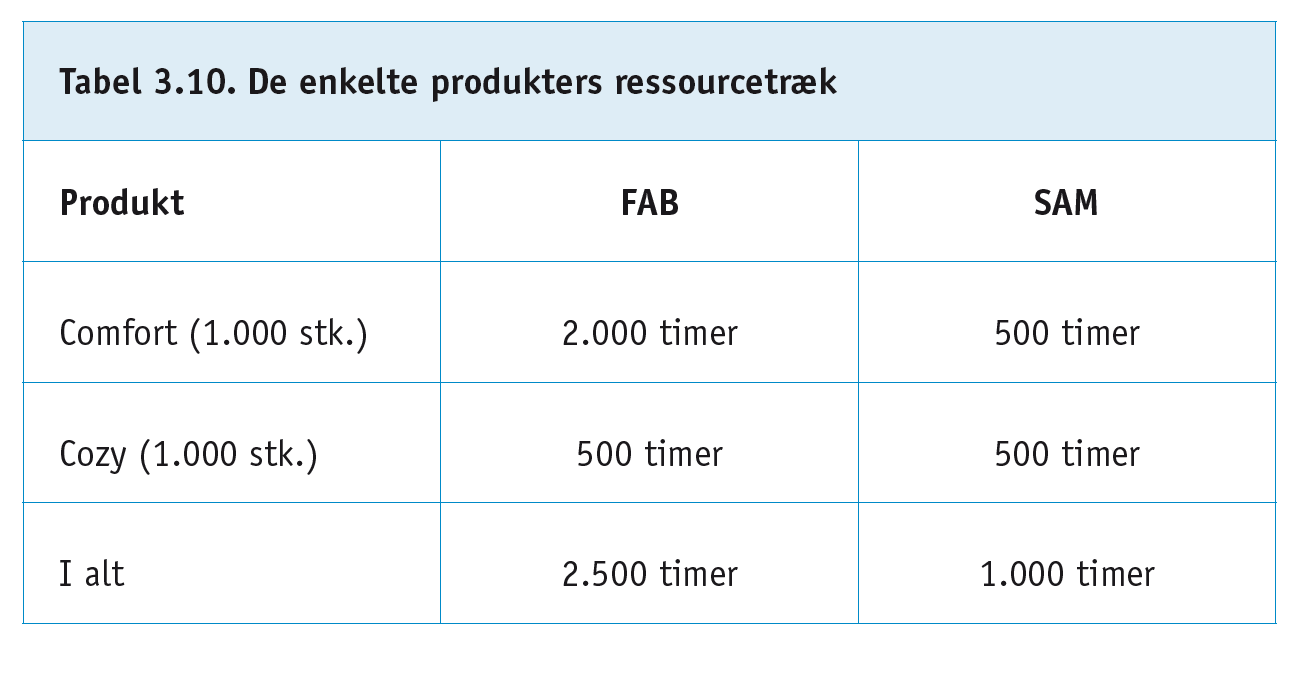 Tabel 3.10. De enkelte produkters ressourcetræk
Produkt FAB SAM
Comfort (1.000 stk.) 2.000 timer 500 timer
Cozy (1.000 stk.) 500 timer 500 timer
I alt 2.500 timer 1.000 timer